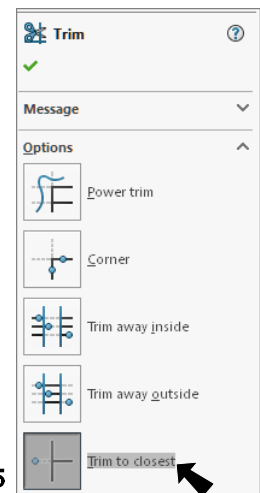 Trim
Message
Options
Power trim
Corner
Trim away inside
Trim away outside
Trim to closest